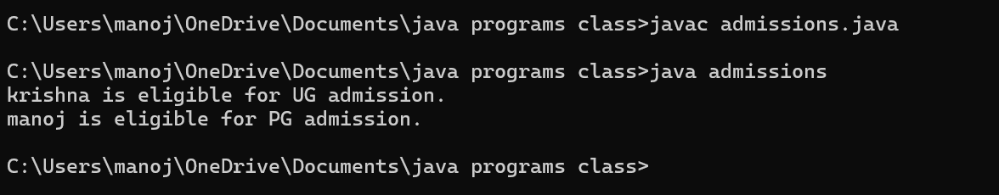 C:\Users\manoj\OneDrive\Documents\java programs class>javac admissions.java
C:\Users\manoj\OneDrive\Documents\java programs class>java admissions
krishna is eligible for UG admission.
manoj is eligible for PG admission.
C:\Users\manoj\OneDrive\Documents\java programs class>